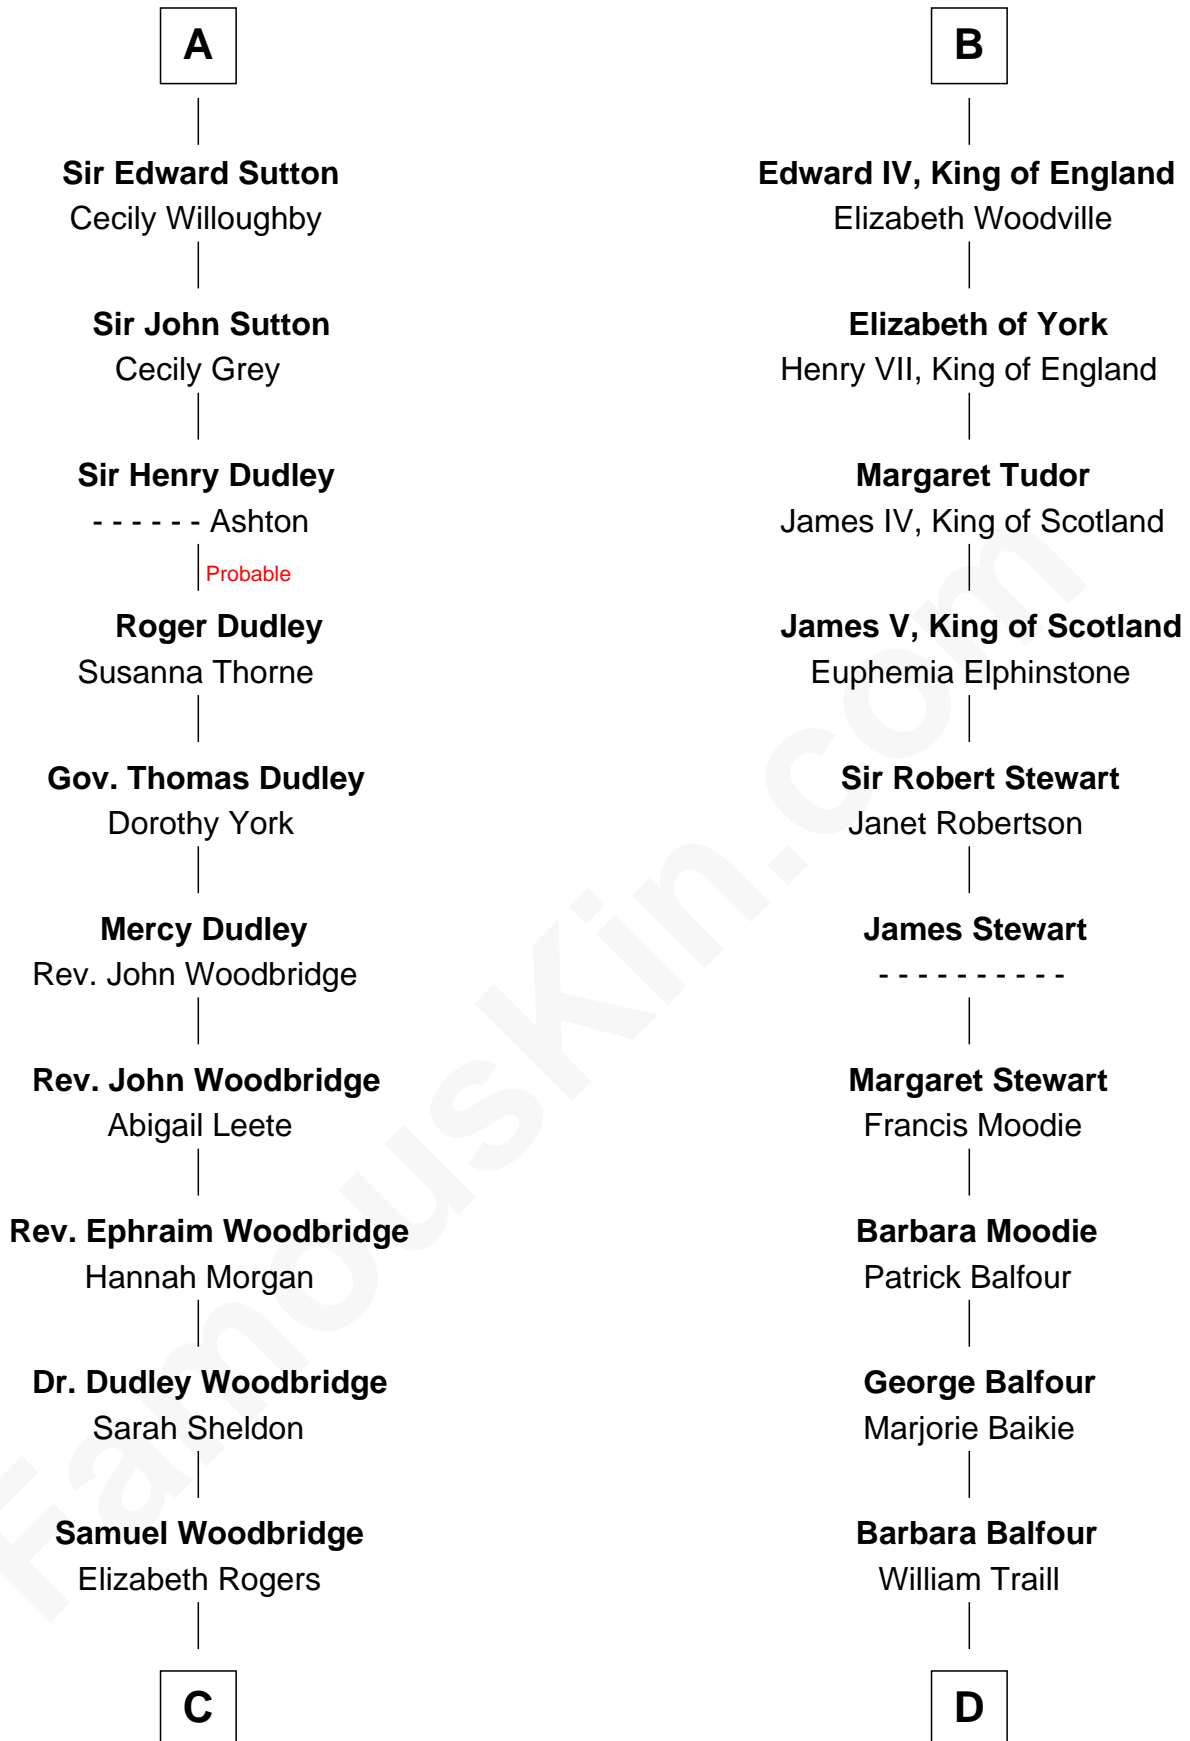 A
Sir Edward Sutton
Cecily Willoughby
Sir John Sutton
Cecily Grey
Sir Henry Dudley
- - - - - - Ashton
Probable
Roger Dudley
Susanna Thorne
Gov. Thomas Dudley
Dorothy York
Mercy Dudley
Rev. John Woodbridge
Rev. John Woodbridge
Abigail Leete
Rev. Ephraim Woodbridge
Hannah Morgan
Dr. Dudley Woodbridge
Sarah Sheldon
Samuel Woodbridge
Elizabeth Rogers
C
B
Edward IV, King of England
Elizabeth Woodville
Elizabeth of York
Henry VII, King of England
Margaret Tudor
James IV, King of Scotland
James V, King of Scotland
Euphemia Elphinstone
Sir Robert Stewart
Janet Robertson
James Stewart
- - - - - - - - - -
Margaret Stewart
Francis Moodie
Barbara Moodie
Patrick Balfour
George Balfour
Marjorie Baikie
Barbara Balfour
William Traill
D
FamousKin.com